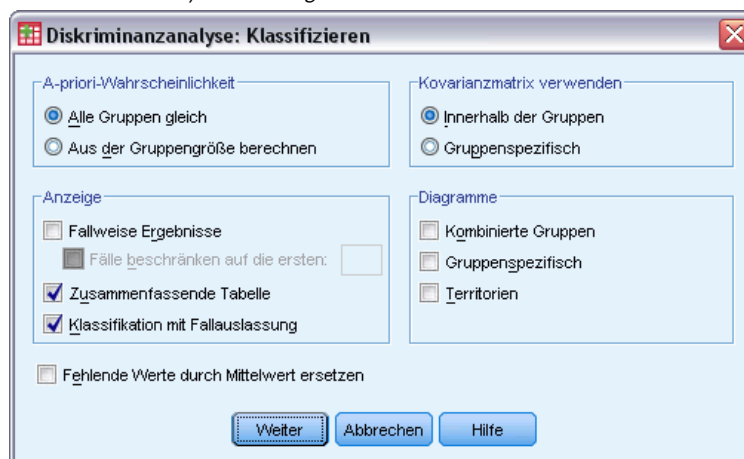 Diskriminanzanalyse: Klassifizieren
A-priori-Wahrscheinlichkeit
Alle Gruppen gleich
Aus der Gruppengröße berechnen
Kovarianzmatrix verwenden
Innerhalb der Gruppen
Gruppenspezifisch
Anzeige
Fallweise Ergebnisse
Fälle beschränken auf die ersten:
Zusammenfassende Tabelle
Klassifikation mit Fallauslassung
Diagramme
Kombinierte Gruppen
Gruppenspezifisch
Territorien
Fehlende Werte durch Mittelwert ersetzen
Weiter Abbrechen Hilfe